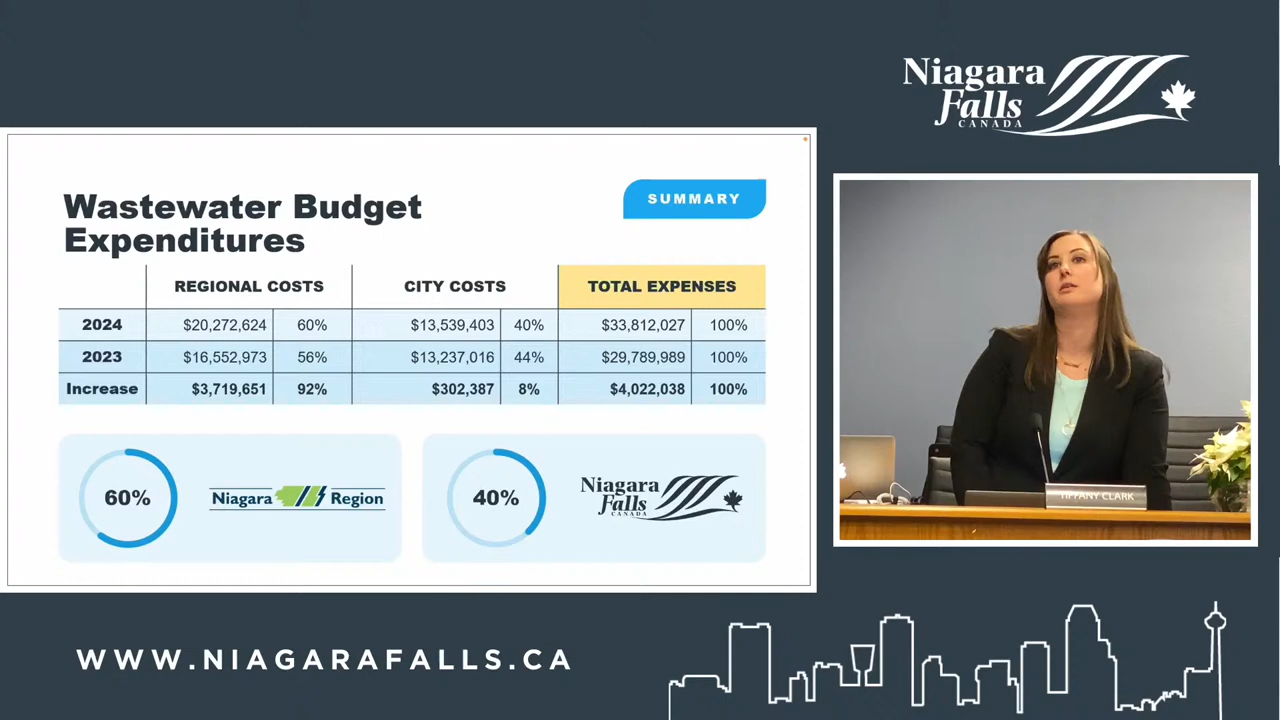 Niagara
Falls
CANADA
Wastewater Budget
Expenditures
SUMMARY
REGIONAL COSTS CITY COSTS TOTAL EXPENSES
2024 $20,272,624 60% $13,539,403 40% $33,812,027 100%
2023 $16,552,973 56% $13,237,016 44% $29,789,989 100%
Increase $3,719,651 92% $302,387 8% $4,022,038 100%
60%
Niagara Region
40%
Niagara
Falls
CANADA
TIFFANY CLARK
WWW.NIAGARAFALLS.CA